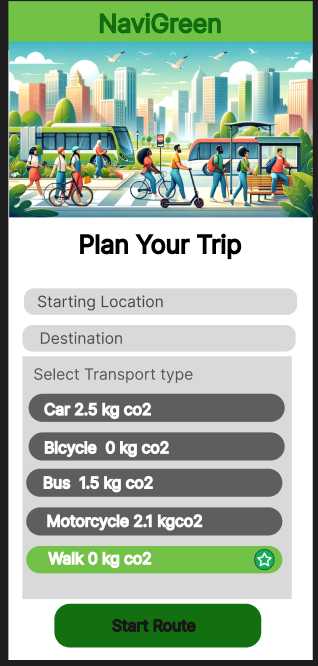 NaviGreen
Plan Your Trip
Starting Location
Destination
Select Transport type
Car 2.5 kg co2
Bicycle 0 kg co2
Bus 1.5 kg co2
Motorcycle 2.1 kgco2
Walk 0 kg co2
Start Route